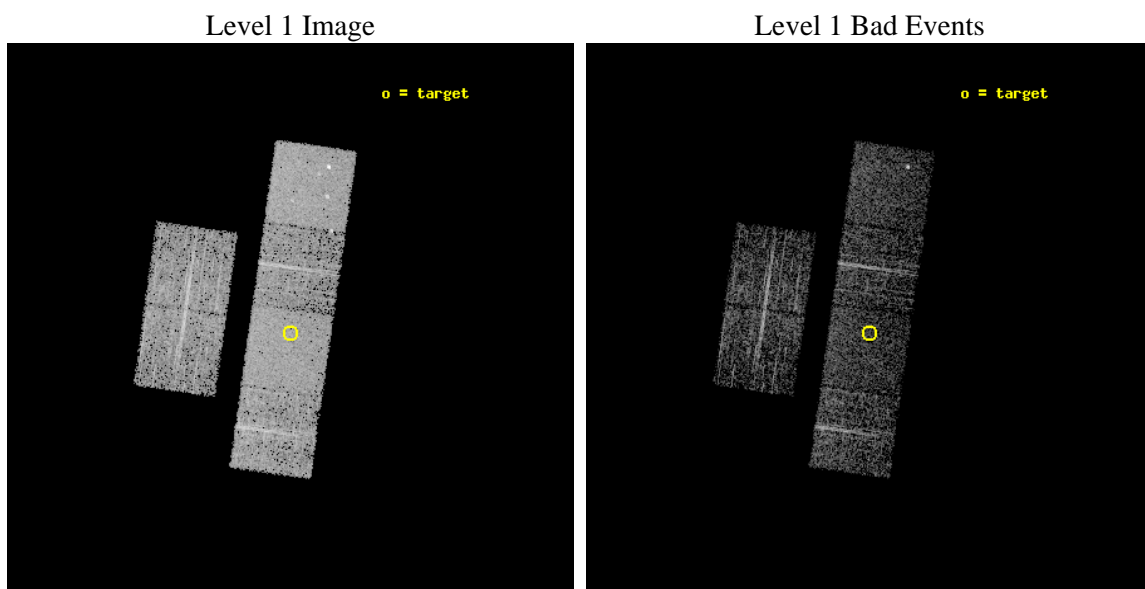 Level 1 Image
Level 1 Bad Events
o = target
o = target